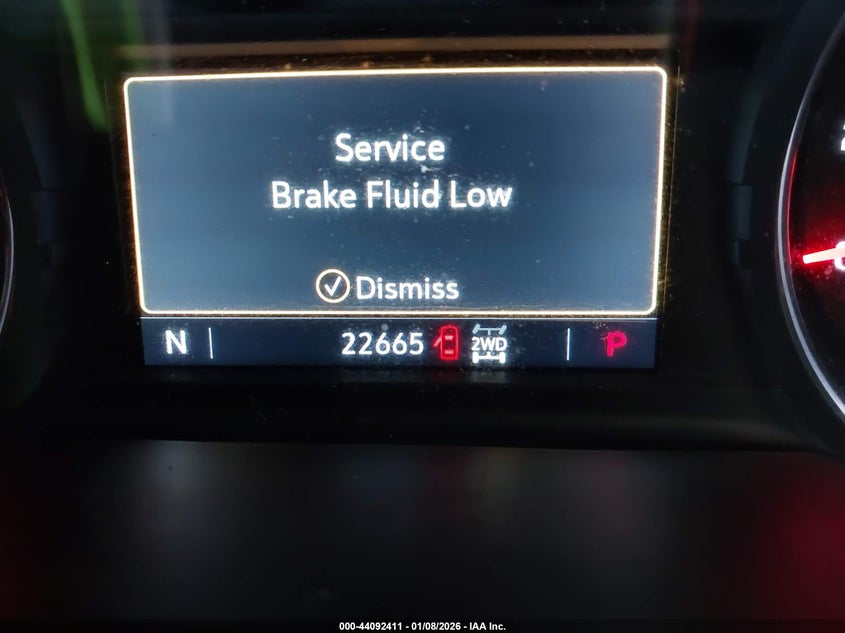 Service
Brake Fluid Low
Dismiss
N 22665 2WD P
000-44092411 - 01/08/2026 - IAA Inc.